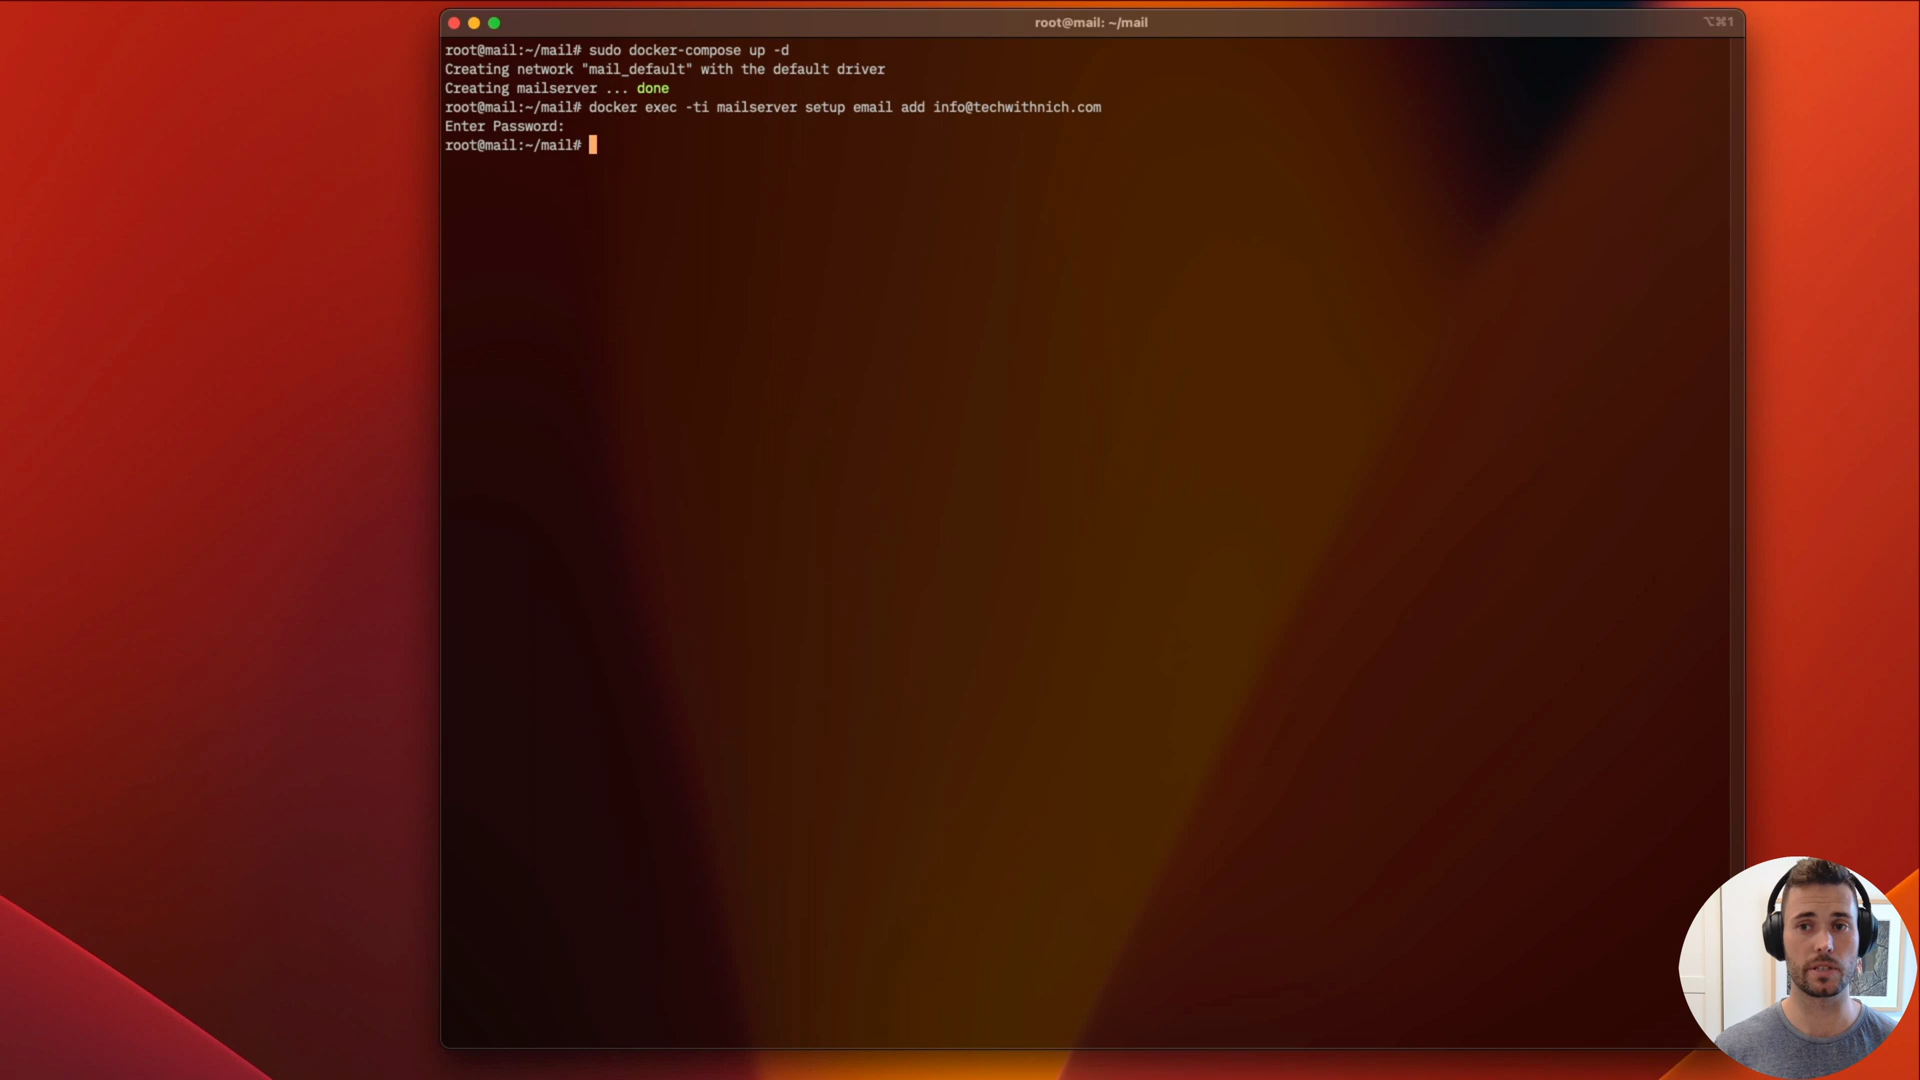 root@mail: ~/mail
⌥⌘1
root@mail:~/mail# sudo docker-compose up -d
Creating network "mail_default" with the default driver
Creating mailserver ... done
root@mail:~/mail# docker exec -ti mailserver setup email add info@techwithnich.com
Enter Password:
root@mail:~/mail#